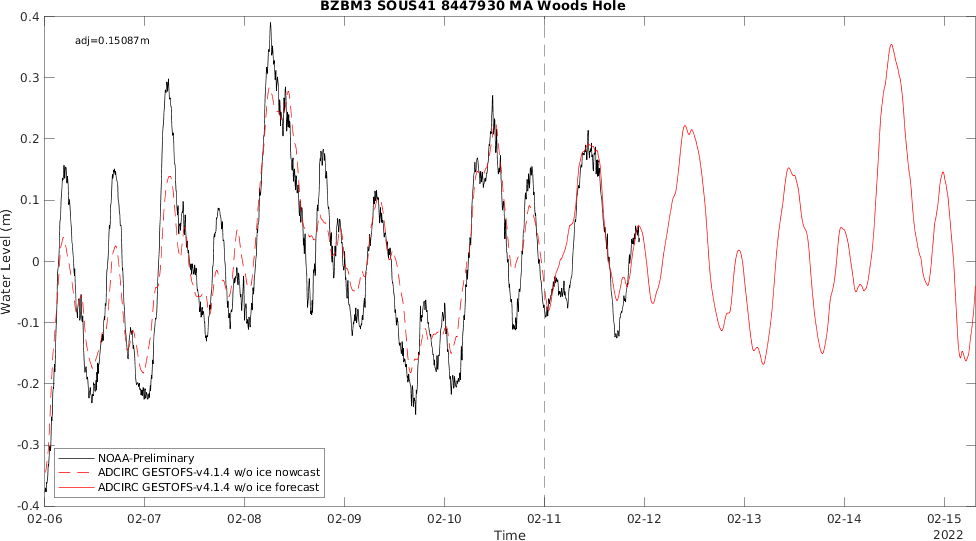 BZBM3 SOUS41 8447930 MA Woods Hole
adj=0.15087m
0.4
0.3
0.2
0.1
0
-0.1
-0.2
-0.3
-0.4
Water Level (m)
NOAA-Preliminary
ADCIRC GESTOFS-v4.1.4 w/o ice nowcast
ADCIRC GESTOFS-v4.1.4 w/o ice forecast
02-06 02-07 02-08 02-09 02-10 02-11 02-12 02-13 02-14 02-15
Time
2022